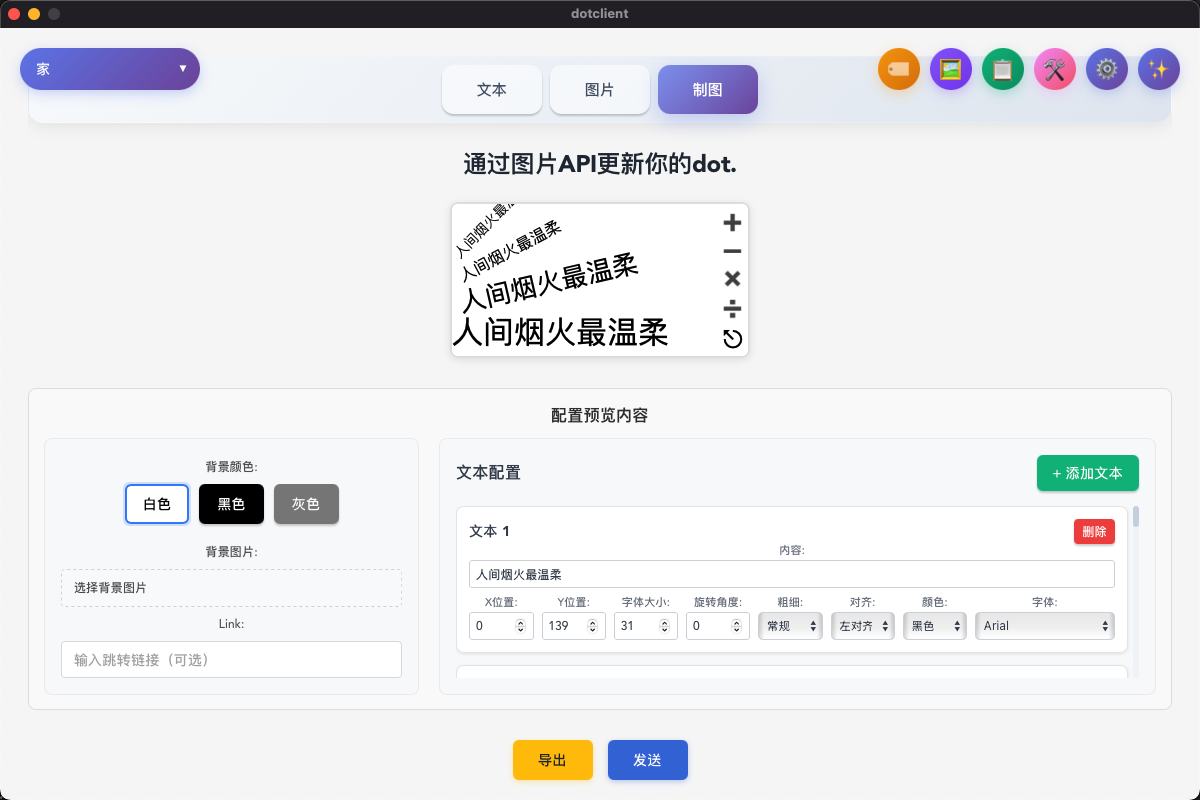 dotclient
家
文本
图片
制图
通过图片API更新你的dot.
人间烟火最温柔
人间烟火最温柔
人间烟火最温柔
配置预览内容
背景颜色:
白色
黑色
灰色
背景图片:
选择背景图片
Link:
输入跳转链接（可选）
文本配置
+ 添加文本
文本 1
删除
内容:
人间烟火最温柔
X位置:
Y位置:
字体大小:
旋转角度:
粗细:
对齐:
颜色:
字体:
0
139
31
0
常规
左对齐
黑色
Arial
导出
发送